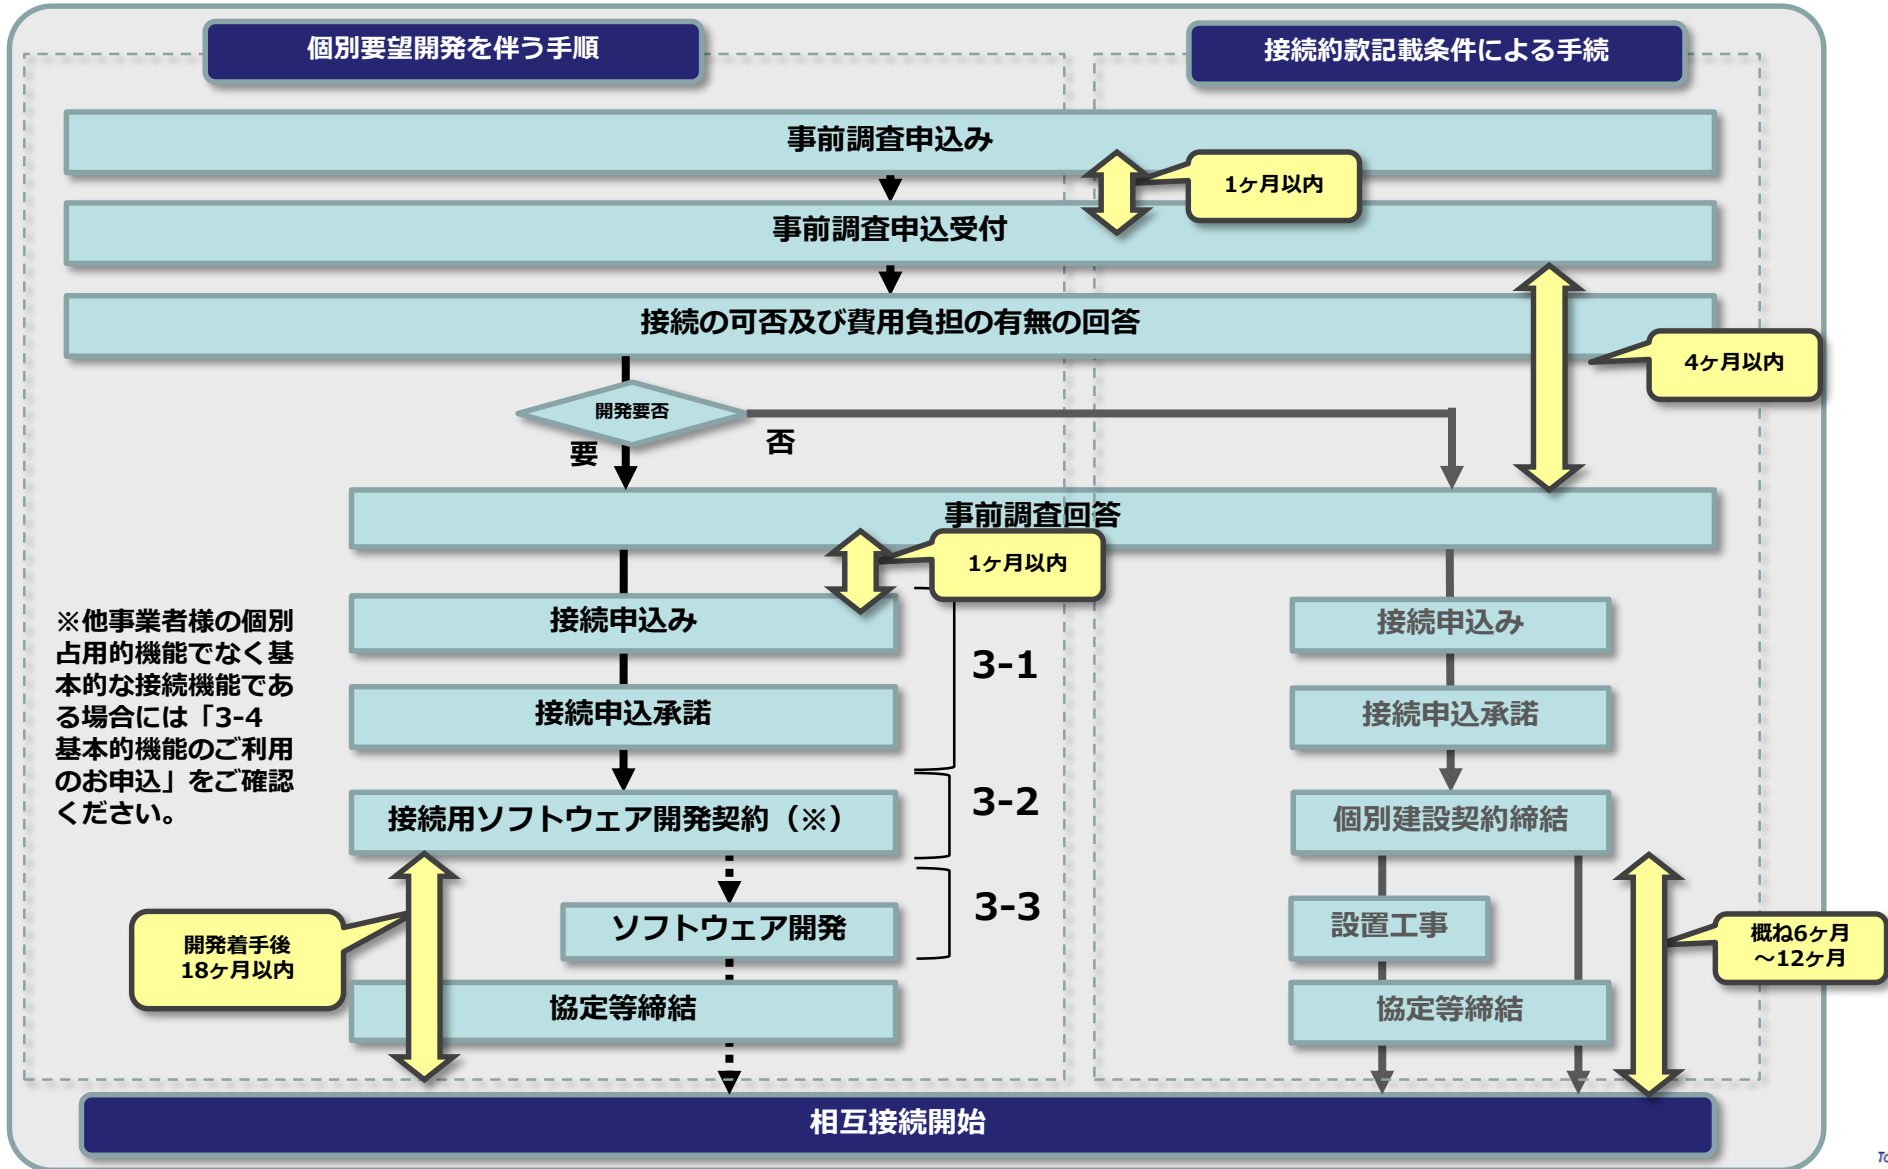 個別要望開発を伴う手順
接続約款記載条件による手続
事前調査申込み
1ヶ月以内
事前調査申込受付
接続の可否及び費用負担の有無の回答
4ヶ月以内
開発要否
要
否
事前調査回答
1ヶ月以内
※他事業者様の個別
占用的機能でなく基
本的な接続機能であ
る場合には「3-4
基本的機能のご利用
のお申込」をご確認
ください。
接続申込み
接続申込み
3-1
接続申込承諾
接続申込承諾
3-2
接続用ソフトウェア開発契約（※）
個別建設契約締結
3-3
ソフトウェア開発
設置工事
開発着手後
18ヶ月以内
概ね6ヶ月
～12ヶ月
協定等締結
協定等締結
相互接続開始